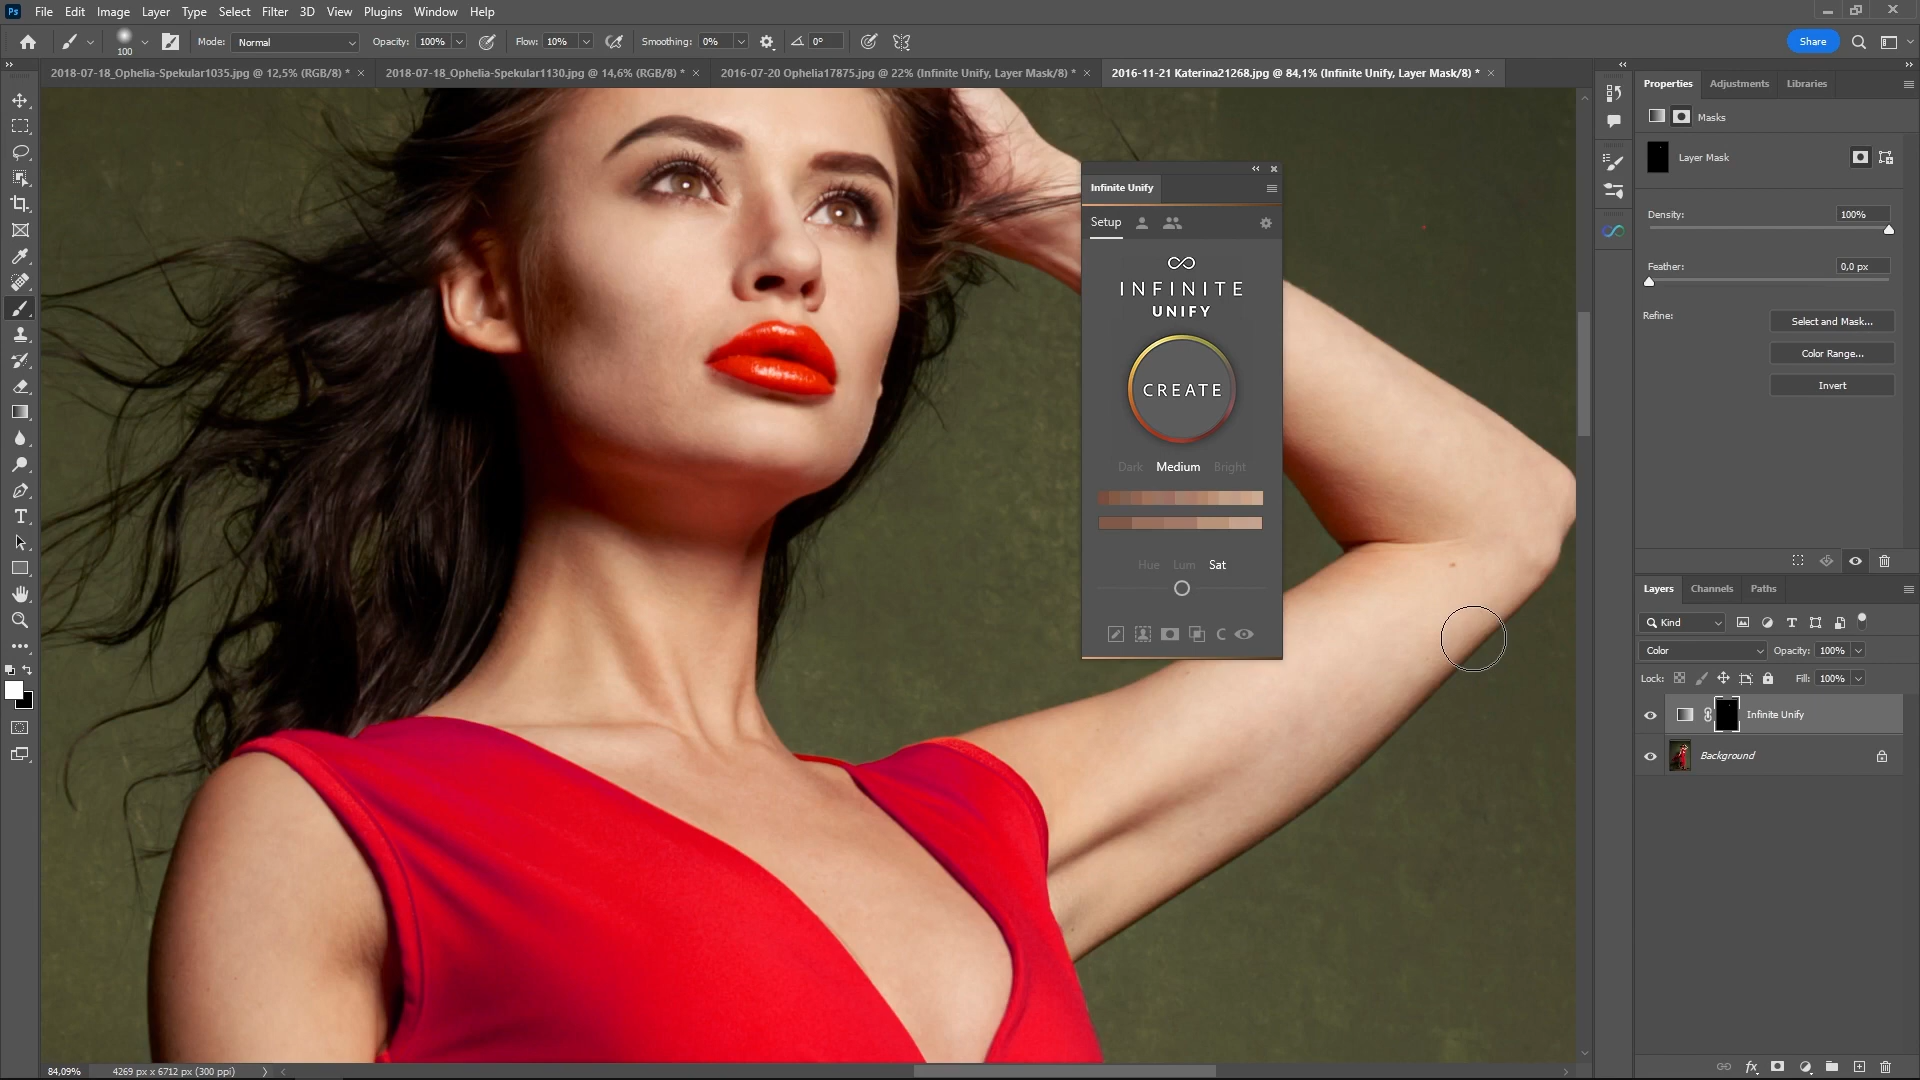 Ps File Edit Image Layer Type Select Filter 3D View Plugins Window Help
100 Mode: Normal Opacity: 100% Flow: 10% Smoothing: 0% 0° Share
2018-07-18_Ophelia-Spekular1035.jpg @ 12,5% (RGB/8) * 2018-07-18_Ophelia-Spekular1130.jpg @ 14,6% (RGB/8) * 2016-07-20 Ophelia17875.jpg @ 22% (Infinite Unify, Layer Mask/8) * 2016-11-21 Katerina21268.jpg @ 84,1% (Infinite Unify, Layer Mask/8) *
Properties Adjustments Libraries
Masks
Layer Mask
Density: 100%
Feather: 0,0 px
Refine: Select and Mask...
Color Range...
Invert
Infinite Unify
Setup
INFINITE
UNIFY
CREATE
Dark Medium Bright
Hue Lum Sat
C
Layers Channels Paths
Kind
Color Opacity: 100%
Lock: Fill: 100%
Infinite Unify
Background
fx
84,09% 4269 px x 6712 px (300 ppi)